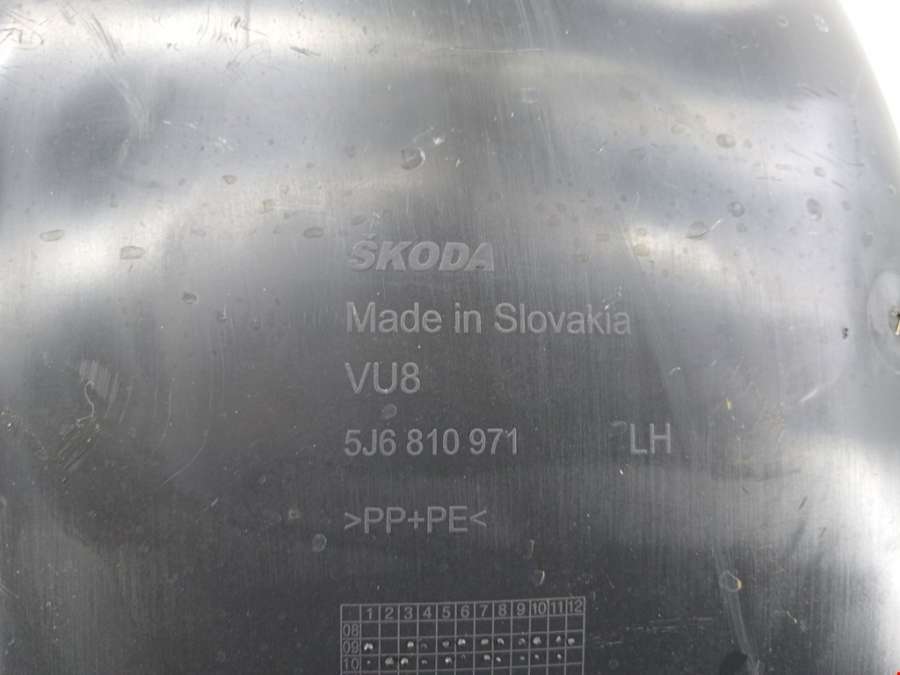 ŠKODA
Made in Slovakia
VU8
5J6 810 971 LH
>PP+PE<
1 2 3 4 5 6 7 8 9 10 11 12
08
09
10